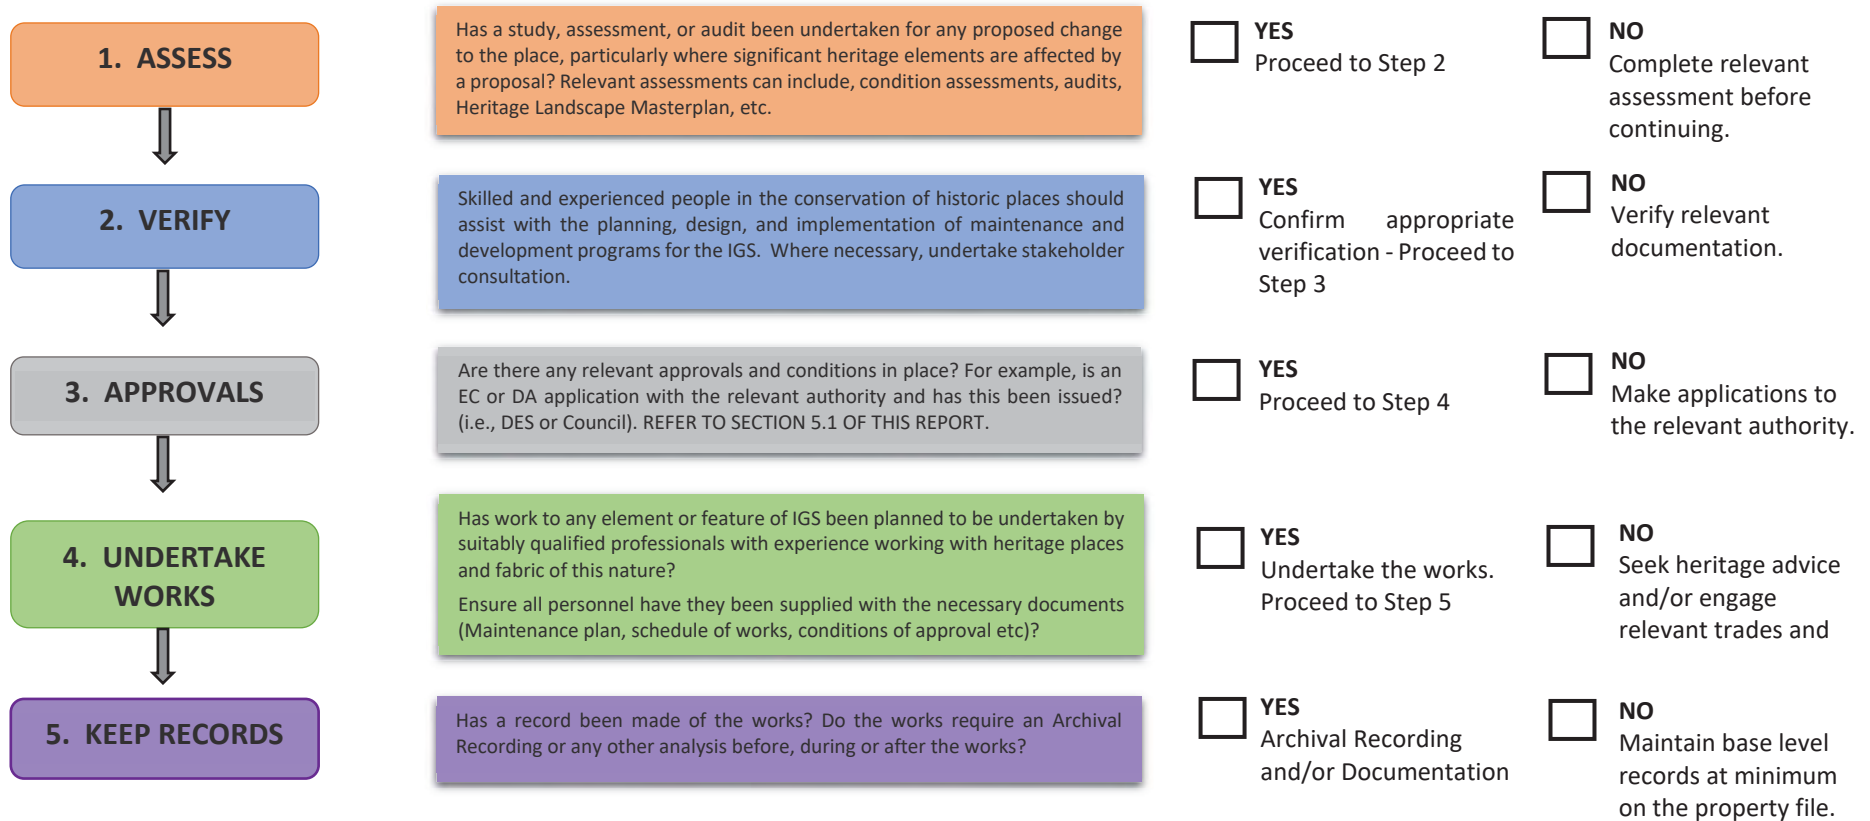 1. ASSESS
Has a study, assessment, or audit been undertaken for any proposed change
to the place, particularly where significant heritage elements are affected by
a proposal? Relevant assessments can include, condition assessments, audits,
Heritage Landscape Masterplan, etc.
YES
Proceed to Step 2
NO
Complete relevant
assessment before
continuing.
2. VERIFY
Skilled and experienced people in the conservation of historic places should
assist with the planning, design, and implementation of maintenance and
development programs for the IGS. Where necessary, undertake stakeholder
consultation.
YES
Confirm appropriate
verification - Proceed to
Step 3
NO
Verify relevant
documentation.
3. APPROVALS
Are there any relevant approvals and conditions in place? For example, is an
EC or DA application with the relevant authority and has this been issued?
(i.e., DES or Council). REFER TO SECTION 5.1 OF THIS REPORT.
YES
Proceed to Step 4
NO
Make applications to
the relevant authority.
4. UNDERTAKE
WORKS
Has work to any element or feature of IGS been planned to be undertaken by
suitably qualified professionals with experience working with heritage places
and fabric of this nature?
Ensure all personnel have they been supplied with the necessary documents
(Maintenance plan, schedule of works, conditions of approval etc)?
YES
Undertake the works.
Proceed to Step 5
NO
Seek heritage advice
and/or engage
relevant trades and
5. KEEP RECORDS
Has a record been made of the works? Do the works require an Archival
Recording or any other analysis before, during or after the works?
YES
Archival Recording
and/or Documentation
NO
Maintain base level
records at minimum
on the property file.